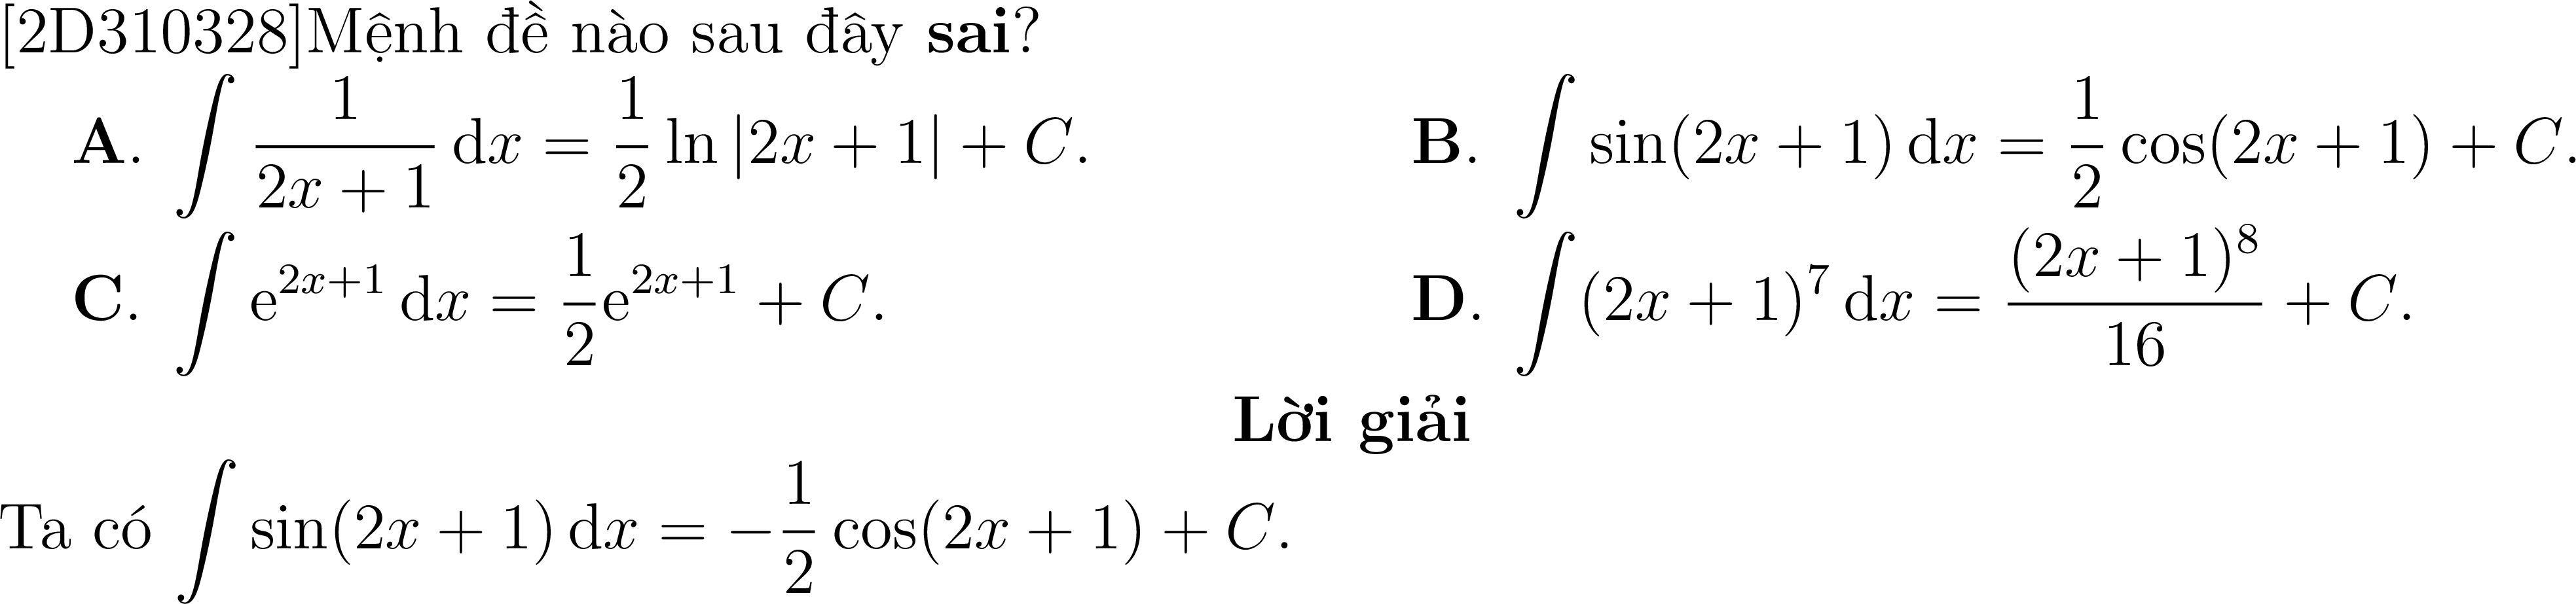 [2D310328]Mệnh đề nào sau đây sai?
A. ∫ 1/(2x + 1) dx = 1/2 ln |2x + 1| + C. B. ∫ sin(2x + 1) dx = 1/2 cos(2x + 1) + C.
C. ∫ e^{2x+1} dx = 1/2 e^{2x+1} + C. D. ∫ (2x + 1)^7 dx = (2x + 1)^8/16 + C.
Lời giải
Ta có ∫ sin(2x + 1) dx = −1/2 cos(2x + 1) + C.